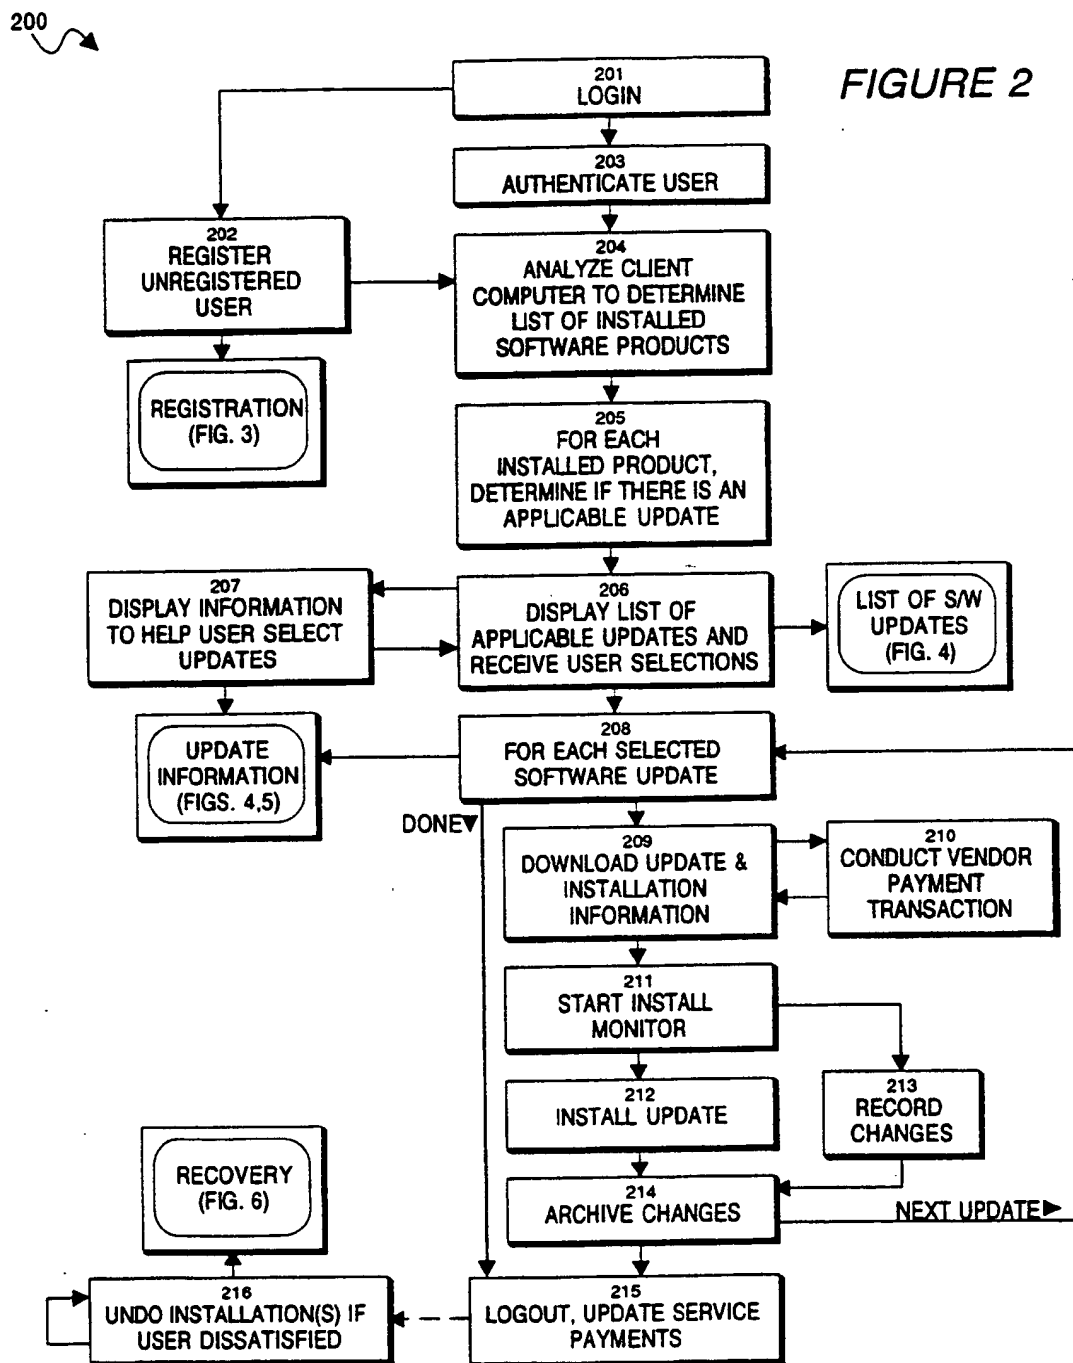 200
FIGURE 2
201
LOGIN
203
AUTHENTICATE USER
202
REGISTER
UNREGISTERED
USER
204
ANALYZE CLIENT
COMPUTER TO DETERMINE
LIST OF INSTALLED
SOFTWARE PRODUCTS
REGISTRATION
(FIG. 3)
205
FOR EACH
INSTALLED PRODUCT,
DETERMINE IF THERE IS AN
APPLICABLE UPDATE
207
DISPLAY INFORMATION
TO HELP USER SELECT
UPDATES
206
DISPLAY LIST OF
APPLICABLE UPDATES AND
RECEIVE USER SELECTIONS
LIST OF S/W
UPDATES
(FIG. 4)
UPDATE
INFORMATION
(FIGS. 4,5)
208
FOR EACH SELECTED
SOFTWARE UPDATE
DONE
209
DOWNLOAD UPDATE &
INSTALLATION
INFORMATION
210
CONDUCT VENDOR
PAYMENT
TRANSACTION
211
START INSTALL
MONITOR
212
INSTALL UPDATE
213
RECORD
CHANGES
RECOVERY
(FIG. 6)
214
ARCHIVE CHANGES
NEXT UPDATE
216
UNDO INSTALLATION(S) IF
USER DISSATISFIED
215
LOGOUT, UPDATE SERVICE
PAYMENTS